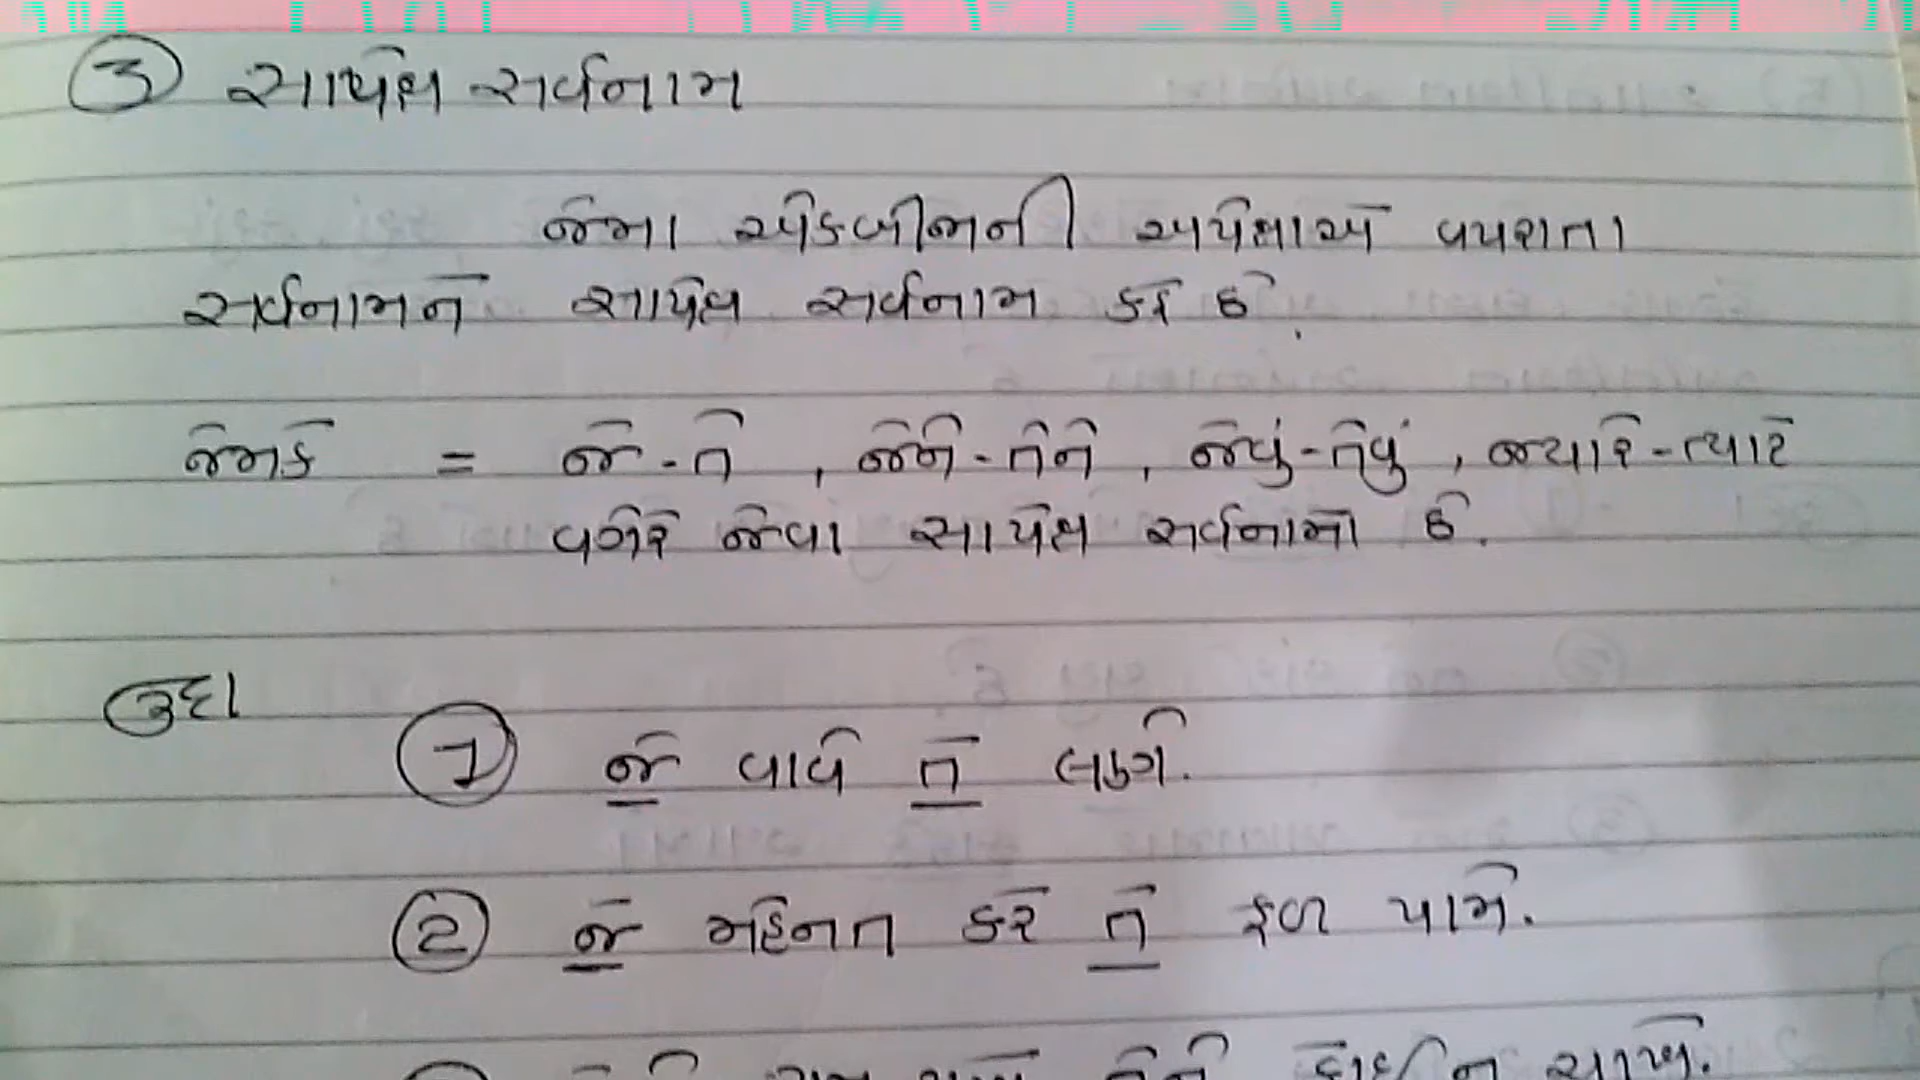 ③ સાપેક્ષ સર્વનામ
જેમા એકબીજાની અપેક્ષાએ વપરાતા
સર્વનામને સાપેક્ષ સર્વનામ કહે છે.
જેમકે = જે - તે , જેને - તેને , જેવું - તેવું , જ્યારે - ત્યારે
વગેરે જેવા સાપેક્ષ સર્વનામો છે.
ઉદા
① જે વાવે તે લણે.
② જે મહેનત કરે તે ફળ પામે.
તેને કોઈ ન